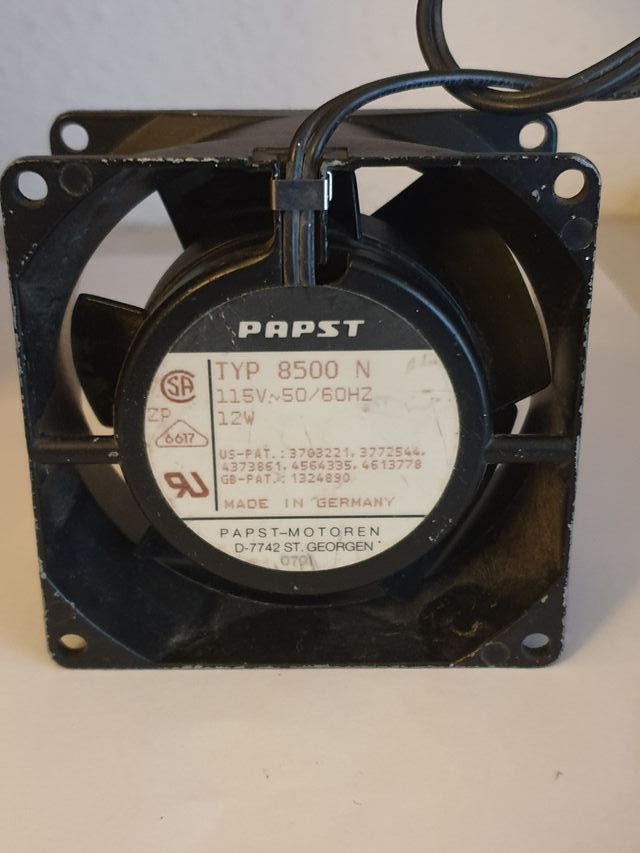 PAPST
TYP 8500 N
115V~50/60HZ
12W
SA
ZP
6617
US-PAT.:3703221,3772544,
4373861,4564335,4613778
GB-PAT.:1324890
MADE IN GERMANY
PAPST-MOTOREN
D-7742 ST. GEORGEN